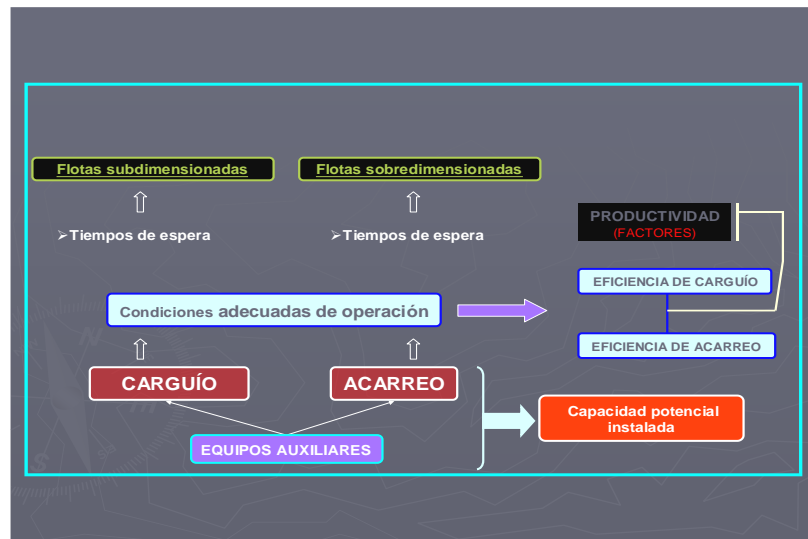 Flotas subdimensionadas
Flotas sobredimensionadas
➢Tiempos de espera
➢Tiempos de espera
PRODUCTIVIDAD
(FACTORES)
EFICIENCIA DE CARGUÍO
Condiciones adecuadas de operación
EFICIENCIA DE ACARREO
CARGUÍO
ACARREO
Capacidad potencial
instalada
EQUIPOS AUXILIARES